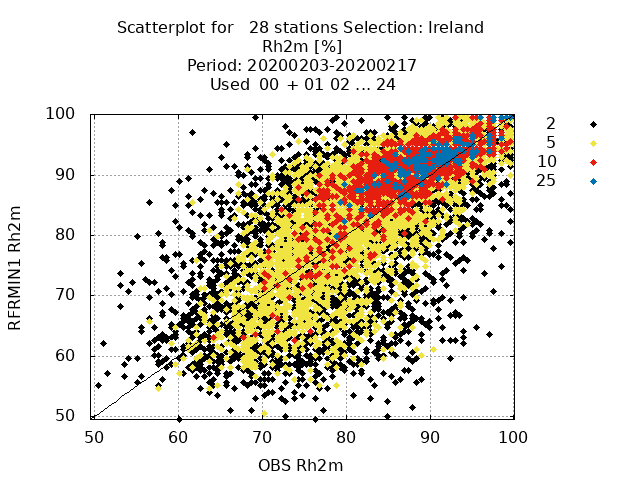 Scatterplot for   28 stations Selection: Ireland
Rh2m [%]
Period: 20200203-20200217
Used  00 + 01 02 ... 24
2
5
10
25
RFRMIN1 Rh2m
100
90
80
70
60
50
50 60 70 80 90 100
OBS Rh2m